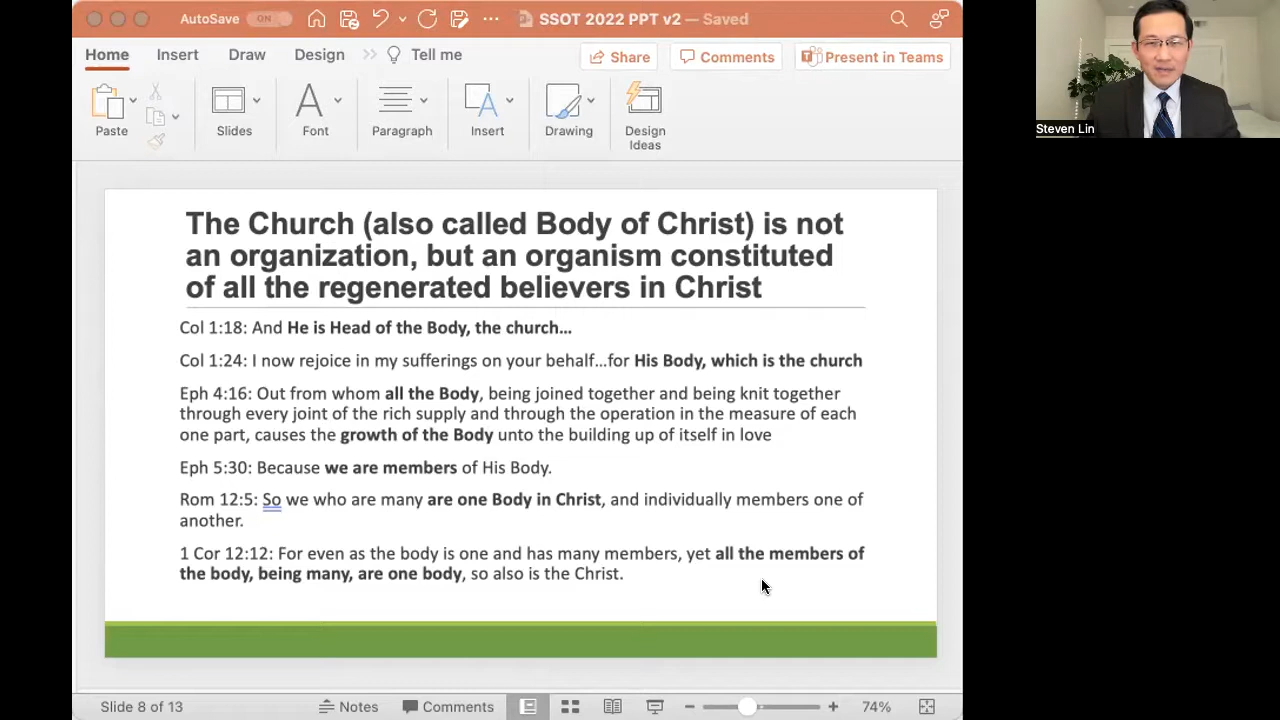 AutoSave ON SSOT 2022 PPT v2 — Saved
Home Insert Draw Design Tell me Share Comments Present in Teams
Paste Slides Font Paragraph Insert Drawing Design
Ideas
Steven Lin
The Church (also called Body of Christ) is not
an organization, but an organism constituted
of all the regenerated believers in Christ
Col 1:18: And He is Head of the Body, the church...
Col 1:24: I now rejoice in my sufferings on your behalf...for His Body, which is the church
Eph 4:16: Out from whom all the Body, being joined together and being knit together
through every joint of the rich supply and through the operation in the measure of each
one part, causes the growth of the Body unto the building up of itself in love
Eph 5:30: Because we are members of His Body.
Rom 12:5: So we who are many are one Body in Christ, and individually members one of
another.
1 Cor 12:12: For even as the body is one and has many members, yet all the members of
the body, being many, are one body, so also is the Christ.
Slide 8 of 13 Notes Comments 74%